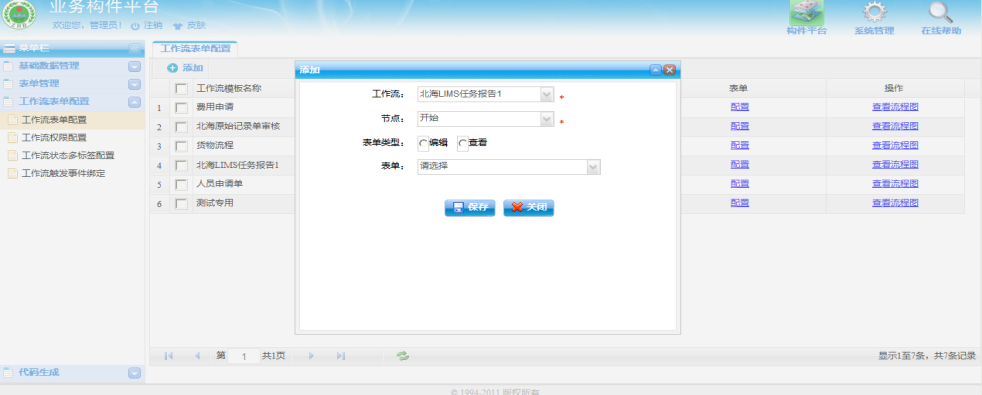 业务构件平台
欢迎您，管理员! 注销 皮肤
构件平台 系统管理 在线帮助
菜单栏
基础数据管理
表单管理
工作流表单配置
工作流表单配置
工作流权限配置
工作流状态多标签配置
工作流触发事件绑定
代码生成
工作流表单配置
添加
工作流模板名称 表单 操作
1 费用申请 配置 查看流程图
2 北海原始记录单审核 配置 查看流程图
3 货物流程 配置 查看流程图
4 北海LIMS任务报告1 配置 查看流程图
5 人员申请单 配置 查看流程图
6 测试专用 配置 查看流程图
添加
工作流： 北海LIMS任务报告1 *
节点： 开始 *
表单类型： 编辑 查看
表单： 请选择
保存 关闭
第 1 共1页
显示1至7条，共7条记录
© 1994-2011 版权所有